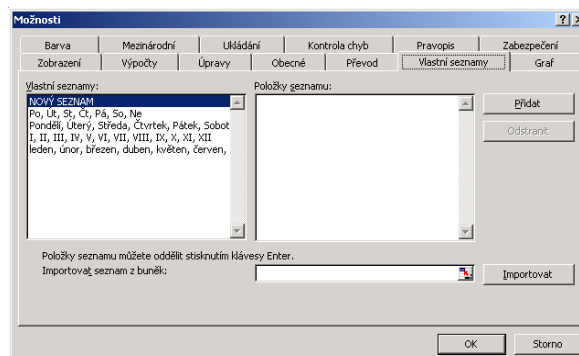 Možnosti
Barva Mezinárodní Ukládání Kontrola chyb Pravopis Zabezpečení
Zobrazení Výpočty Úpravy Obecné Převod Vlastní seznamy Graf
Vlastní seznamy: Položky seznamu:
NOVÝ SEZNAM
Po, Út, St, Čt, Pá, So, Ne
Pondělí, Úterý, Středa, Čtvrtek, Pátek, Sobot
I, II, III, IV, V, VI, VII, VIII, IX, X, XI, XII
leden, únor, březen, duben, květen, červen,
Přidat
Odstranit
Položky seznamu můžete oddělit stisknutím klávesy Enter.
Importovat seznam z buněk: Importovat
OK Storno